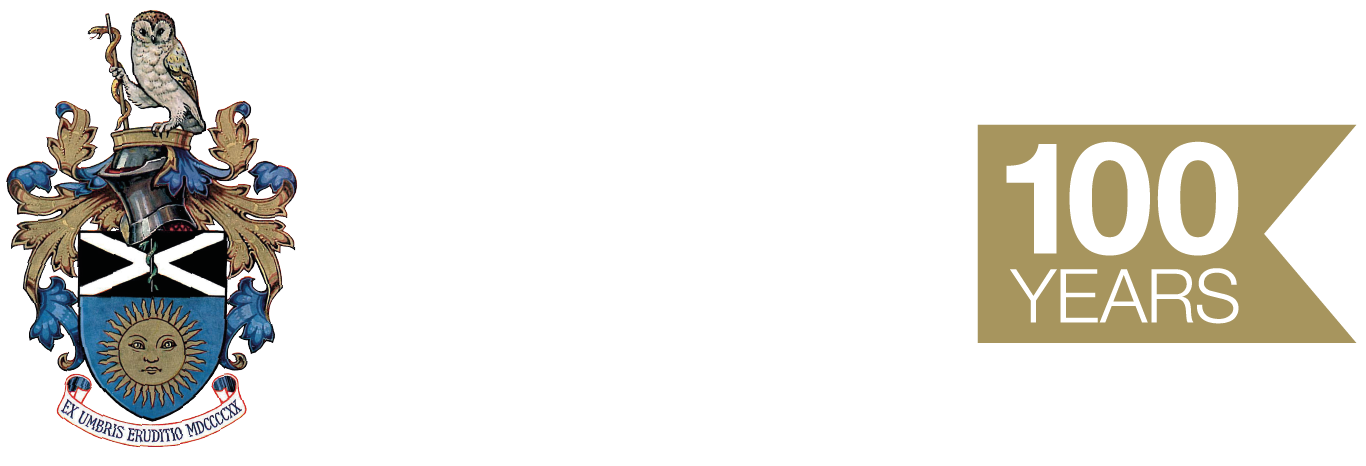 EX UMBRIS ERUDITIO MDCCCCXX
100
YEARS